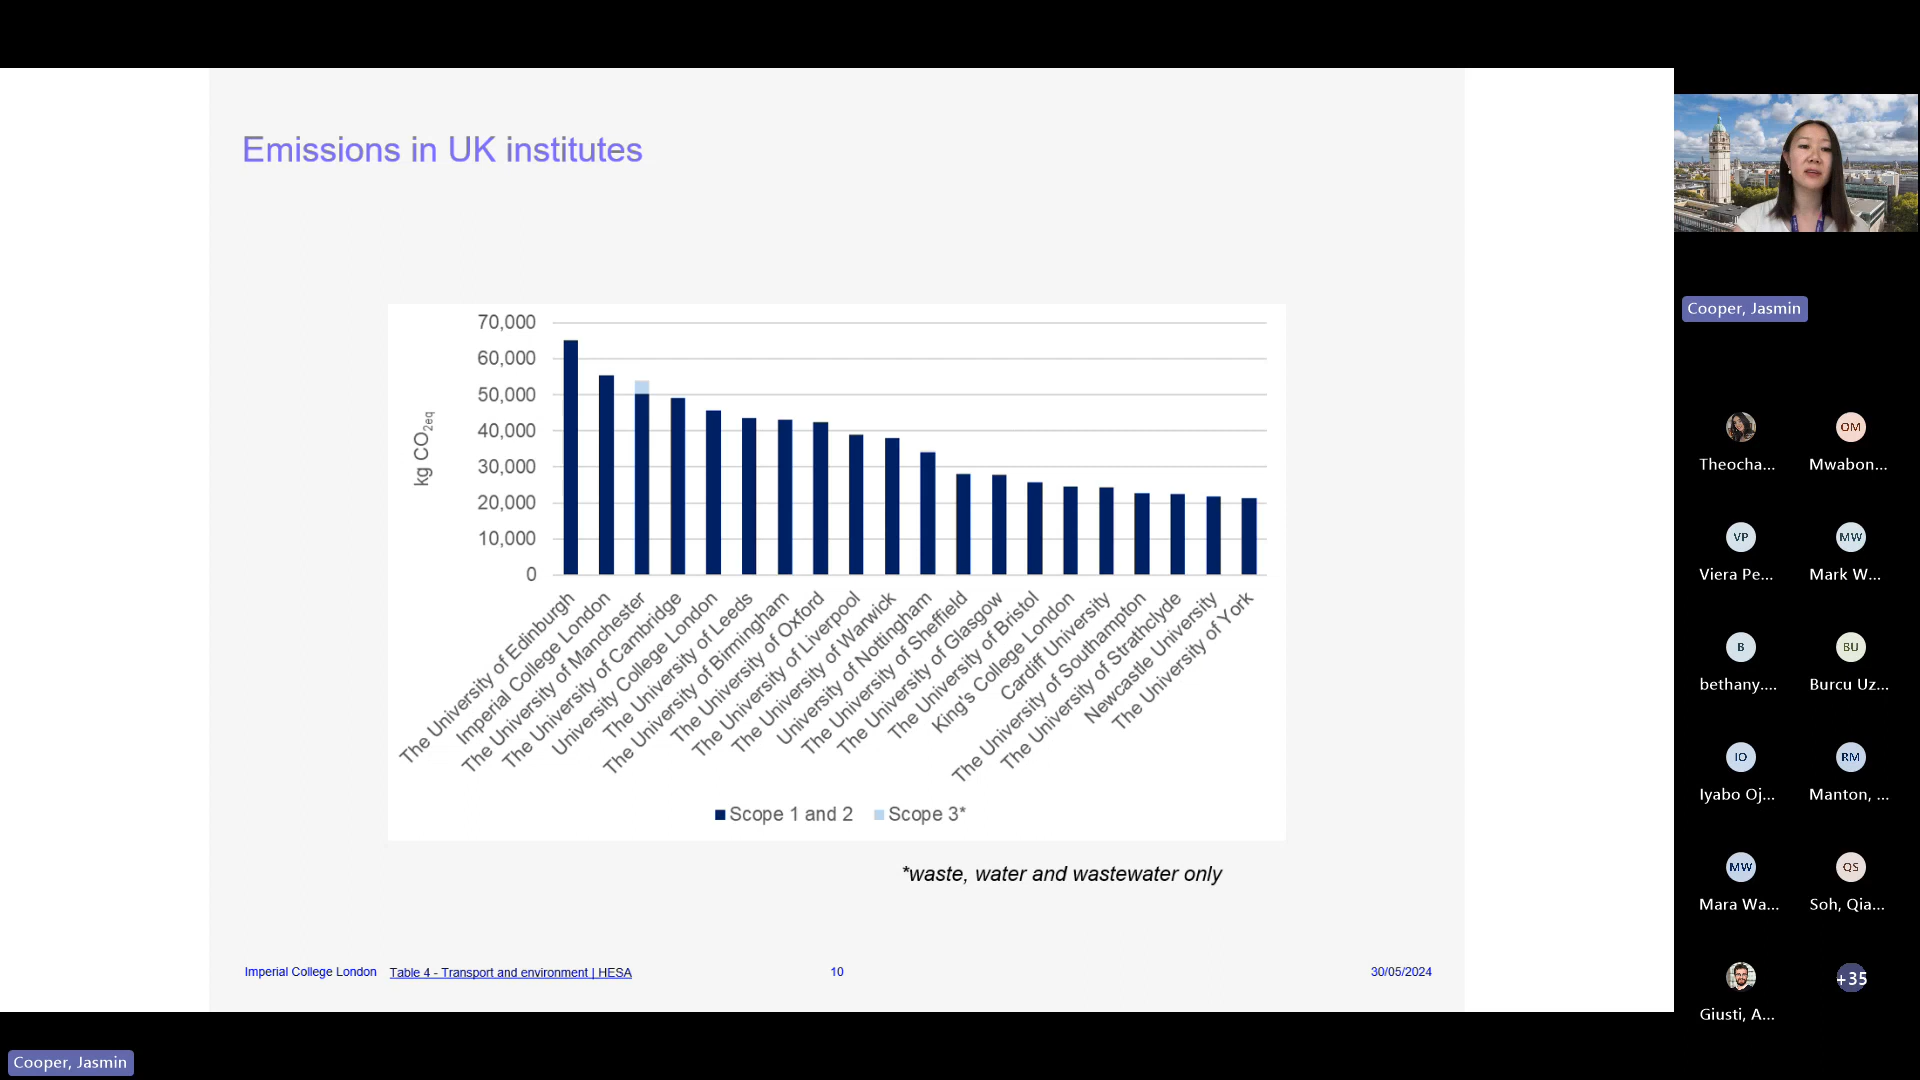 Emissions in UK institutes
70,000
60,000
50,000
40,000
30,000
20,000
10,000
0
kg CO2eq
The University of Edinburgh
Imperial College London
The University of Manchester
The University of Cambridge
University College London
The University of Leeds
The University of Birmingham
The University of Oxford
The University of Liverpool
The University of Warwick
University of Nottingham
The University of Sheffield
The University of Glasgow
The University of Bristol
King's College London
Cardiff University
The University of Southampton
The University of Strathclyde
Newcastle University
The University of York
Scope 1 and 2 Scope 3*
*waste, water and wastewater only
Imperial College London Table 4 - Transport and environment | HESA 10 30/05/2024
Cooper, Jasmin
OM
Theocha... Mwabon...
VP MW
Viera Pe... Mark W...
B BU
bethany.... Burcu Uz...
IO RM
Iyabo Oj... Manton, ...
MW QS
Mara Wa... Soh, Qia...
+35
Giusti, A...
Cooper, Jasmin